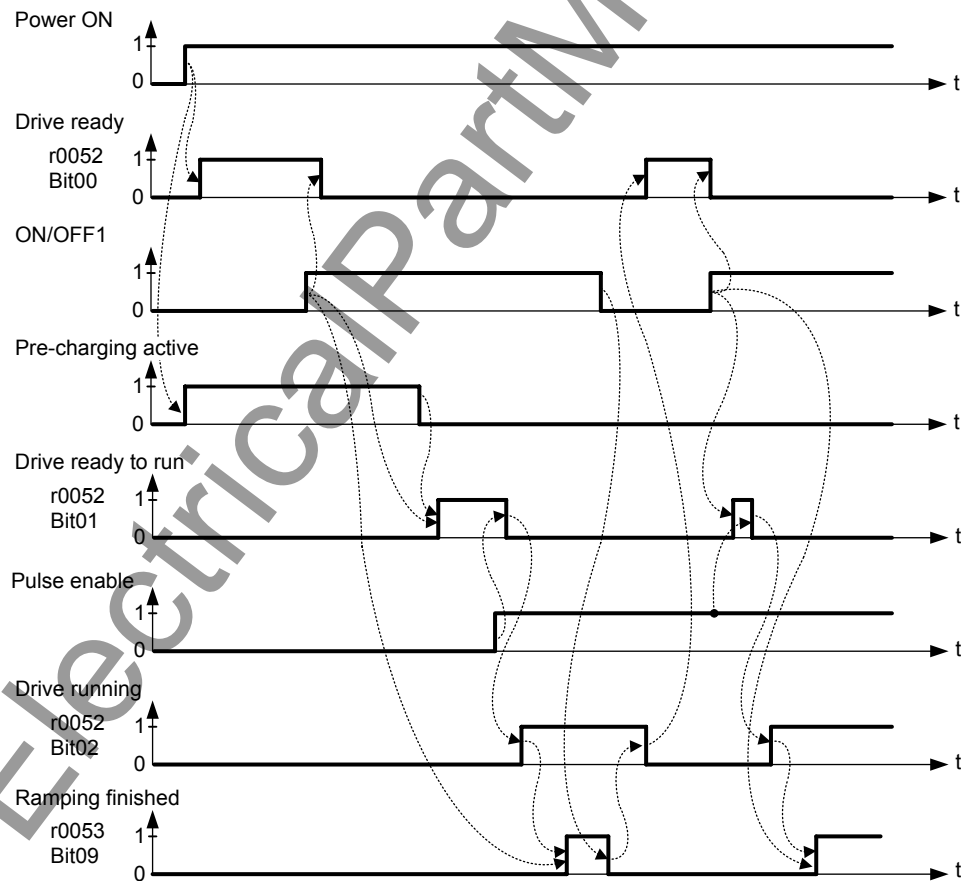 Power ON
1
0
t
Drive ready
r0052
Bit00
1
0
t
ON/OFF1
1
0
t
Pre-charging active
1
0
t
Drive ready to run
r0052
Bit01
1
0
t
Pulse enable
1
0
t
Drive running
r0052
Bit02
1
0
t
Ramping finished
r0053
Bit09
1
0
t
ElectricalPartM